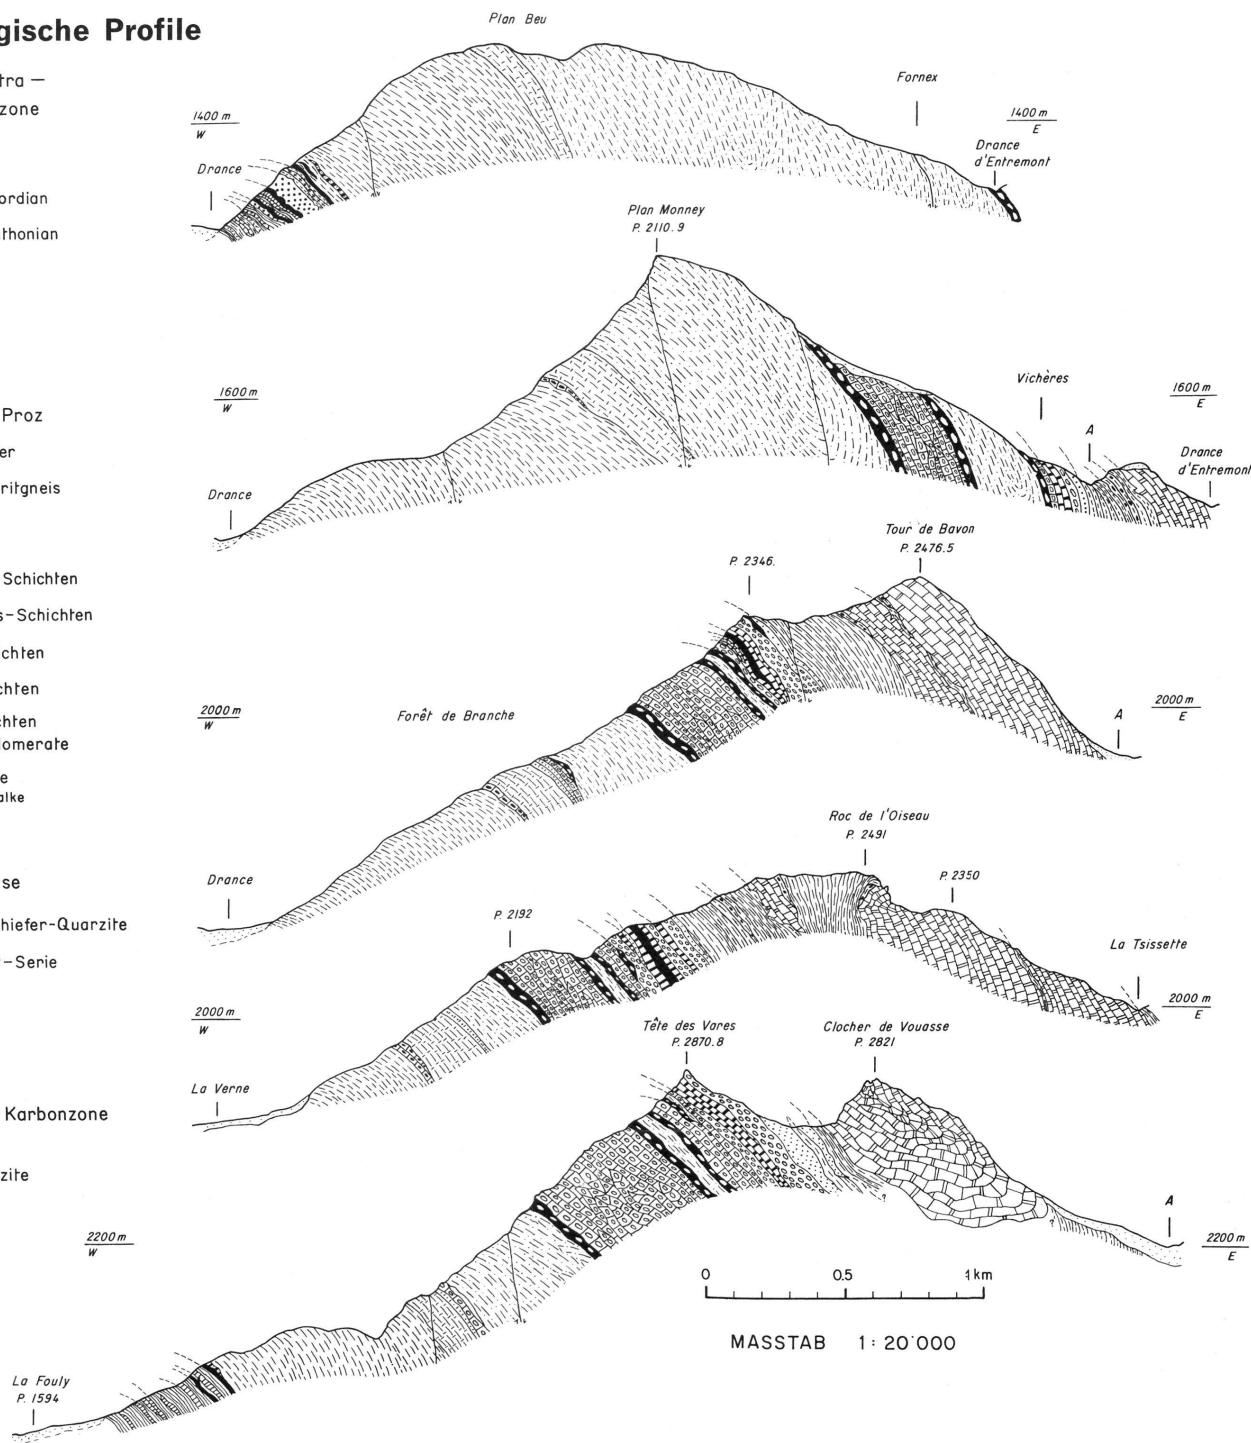 gische Profile
tra —
zone
ordian
thonian
Proz
er
ritgneis
Schichten
s-Schichten
chten
chten
chten
lomerate
e
alke
se
hiefer-Quarzite
-Serie
Karbonzone
zite
Plan Beu
Fornex
1400 m
W
1400 m
E
Drance
Drance
d'Entremont
Plan Monney
P. 2110.9
1600 m
W
Vichères
1600 m
E
A
Drance
Drance
d'Entremont
Tour de Bavon
P. 2476.5
P. 2346.
2000 m
W
Forêt de Branche
A
2000 m
E
Drance
Roc de l'Oiseau
P. 2491
P. 2350
P. 2192
La Tsissette
2000 m
W
2000 m
E
La Verne
Tête des Vares
P. 2870.8
Clocher de Vouasse
P. 2821
A
2200 m
W
2200 m
E
?
?
0 0.5 1 km
MASSTAB 1: 20'000
La Fouly
P. 1594